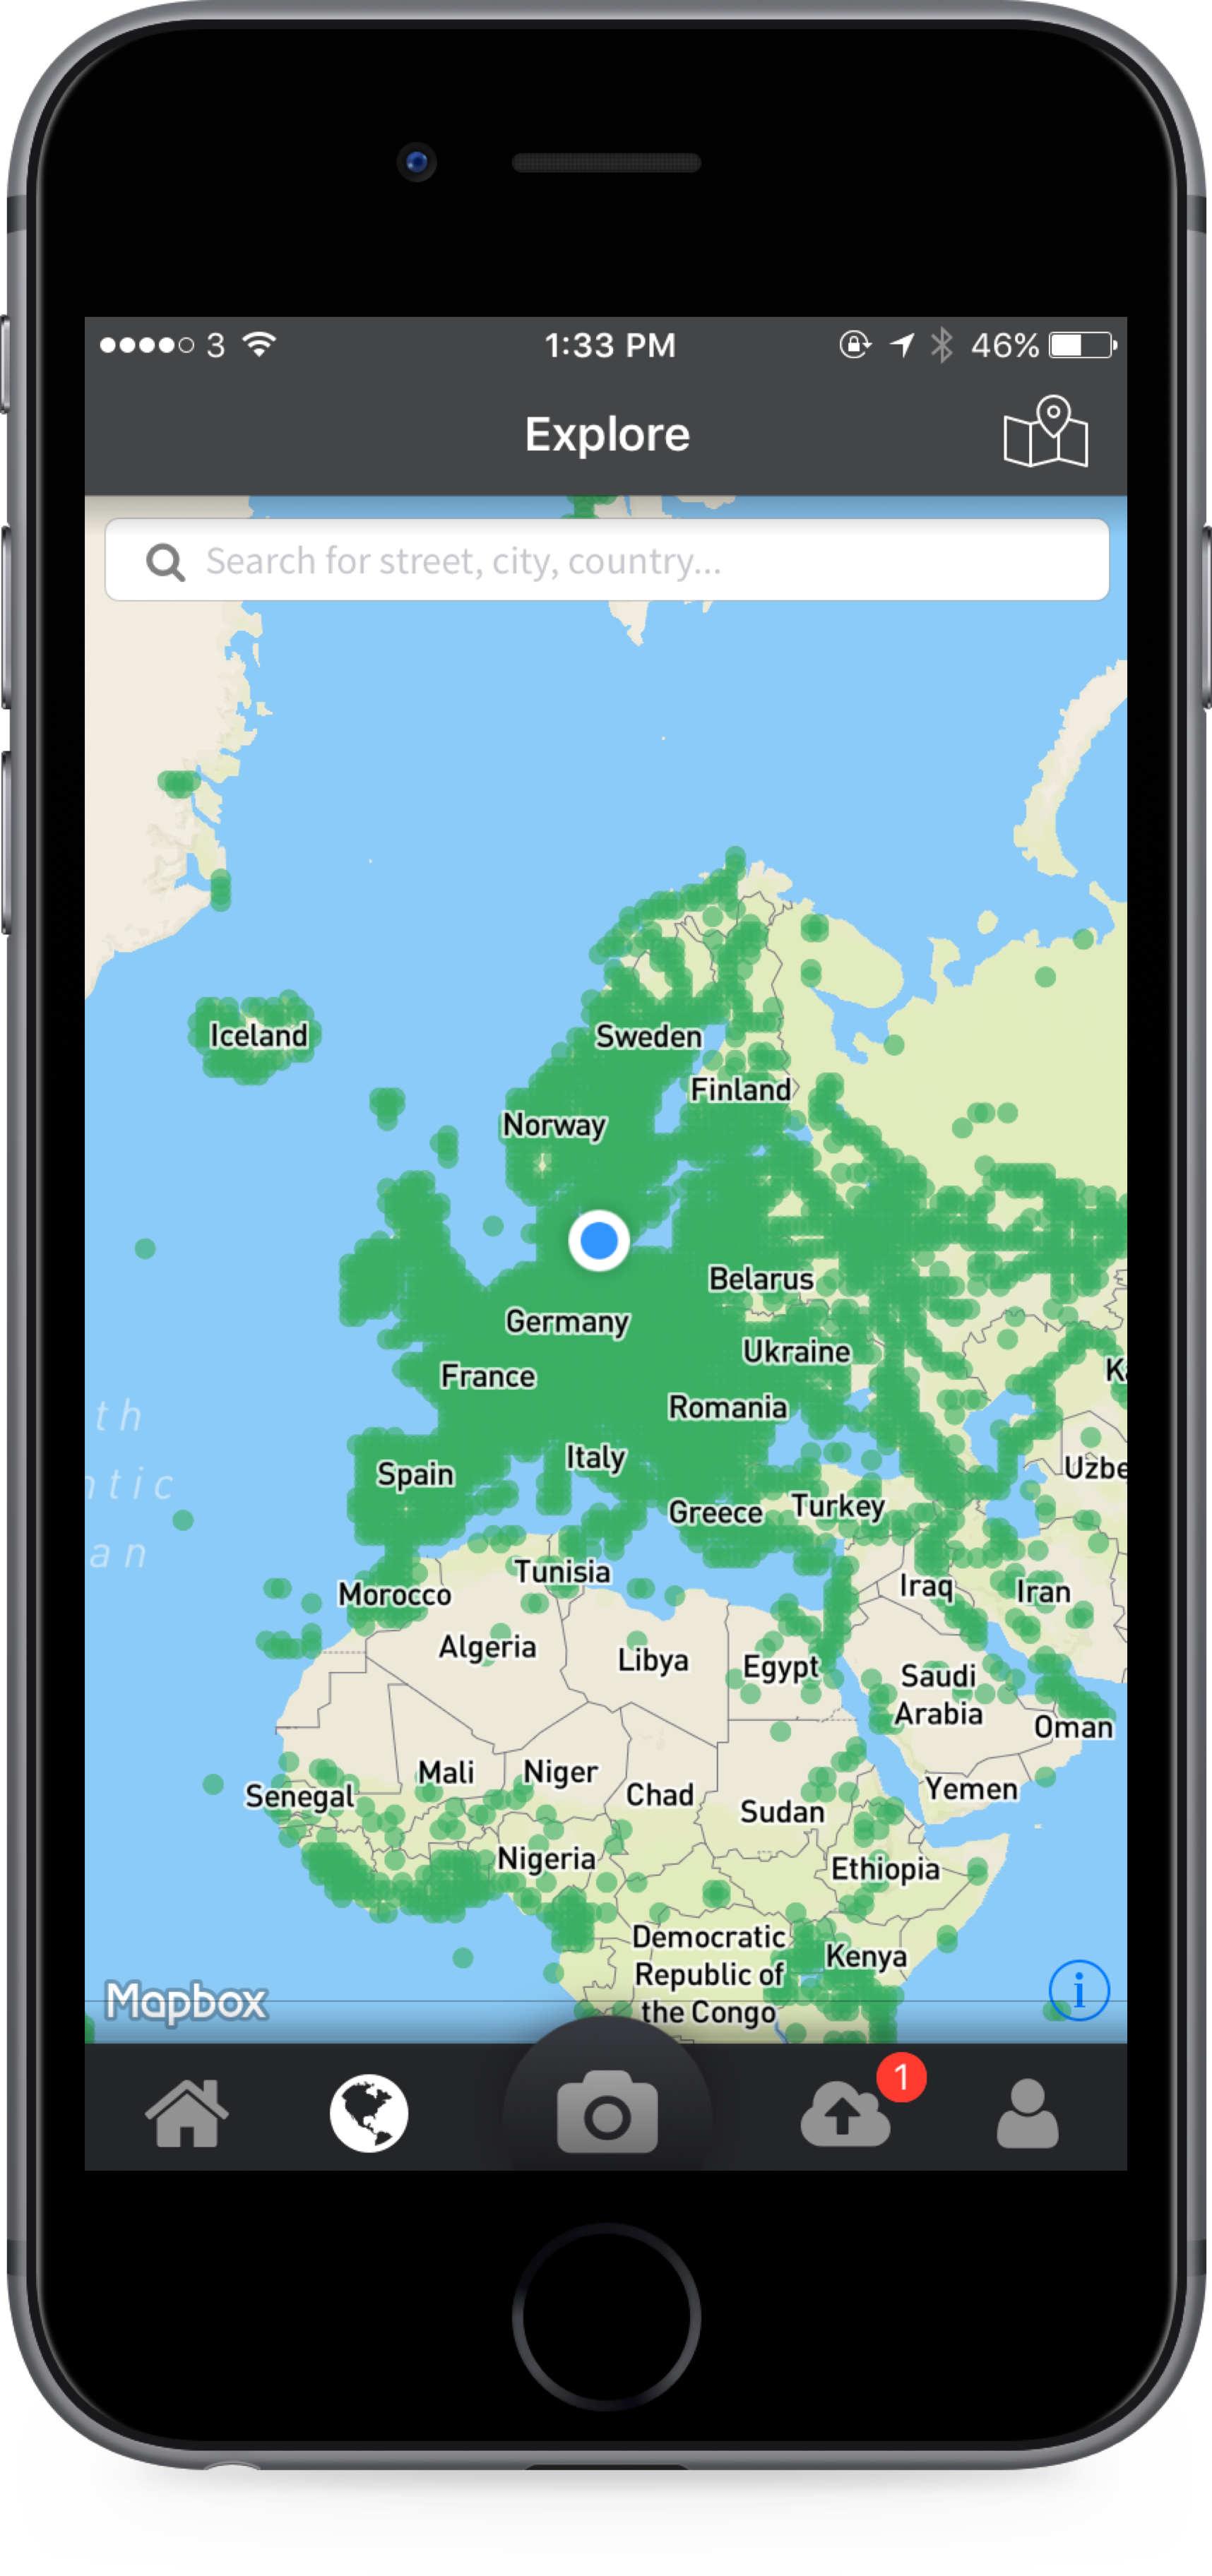 3 1:33 PM 46%
Explore
Search for street, city, country...
Iceland
Sweden
Finland
Norway
Belarus
Germany
Ukraine
France
K
Romania
th
Italy
Uzbe
Spain
ntic
Turkey
Greece
an
Tunisia
Iraq
Iran
Morocco
Algeria
Libya
Egypt
Saudi
Arabia
Oman
Mali
Niger
Yemen
Senegal
Chad
Sudan
Nigeria
Ethiopia
Democratic
Republic of
the Congo
Kenya
i
Mapbox
1